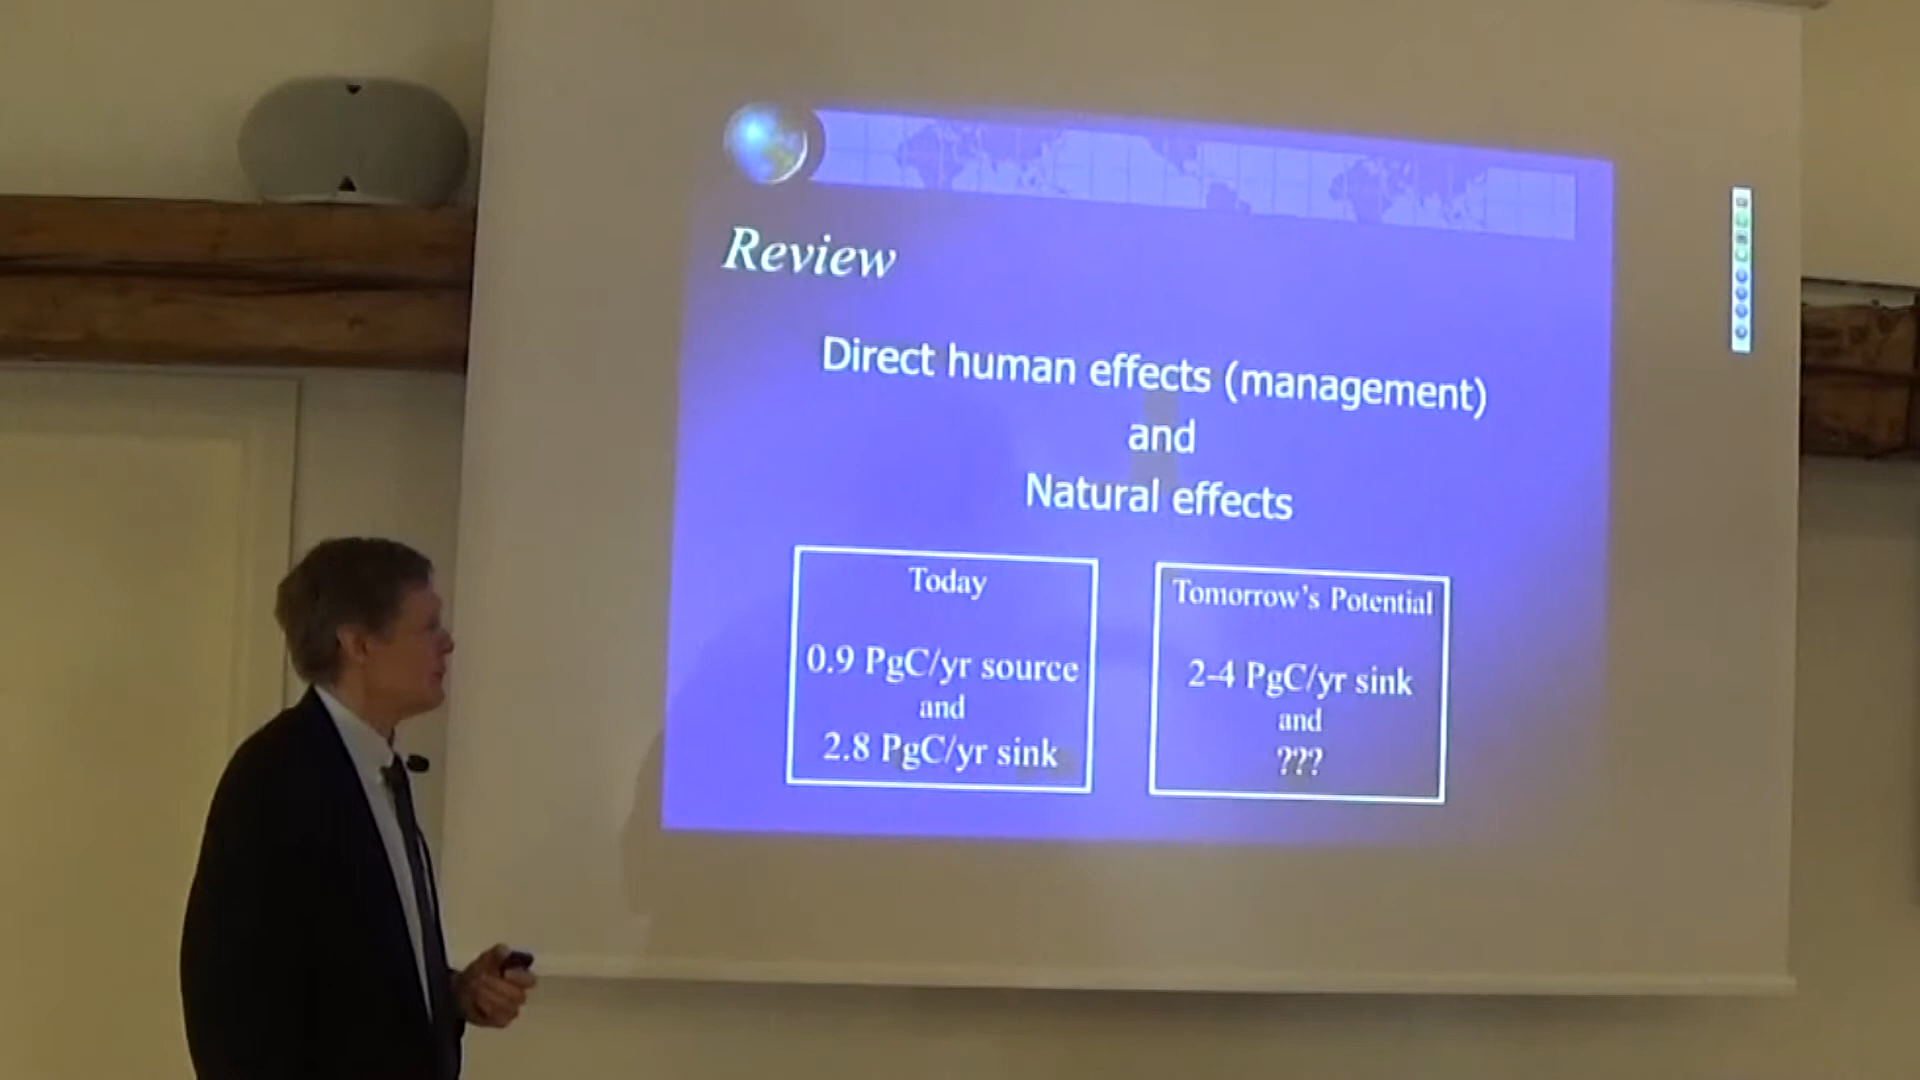 Review
Direct human effects (management)
and
Natural effects
Today
0.9 PgC/yr source
and
2.8 PgC/yr sink
Tomorrow's Potential
2-4 PgC/yr sink
and
???